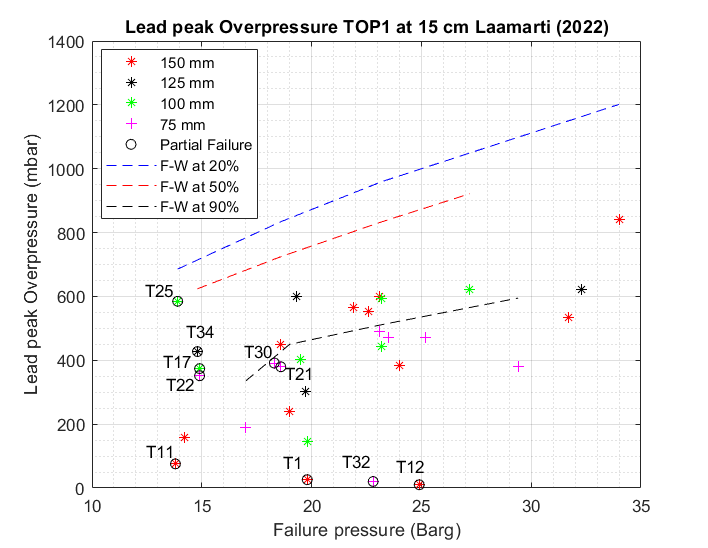 Lead peak Overpressure TOP1 at 15 cm Laamarti (2022)
1400
1200
1000
800
600
400
200
0
Lead peak Overpressure (mbar)
150 mm
125 mm
100 mm
75 mm
Partial Failure
F-W at 20%
F-W at 50%
F-W at 90%
T25
T34
T17
T22
T30
T21
T11
T1
T32
T12
10
15
20
25
30
35
Failure pressure (Barg)